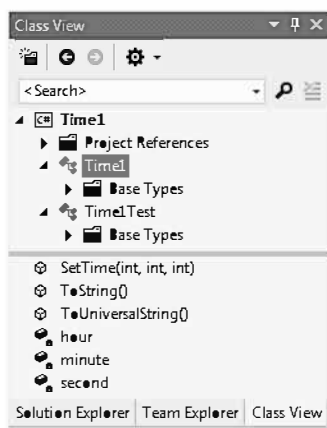 Class View
<Search>
C# Time1
Project References
Time1
Base Types
Time1Test
Base Types
SetTime(int, int, int)
ToString()
ToUniversalString()
hour
minute
second
Solution Explorer Team Explorer Class View